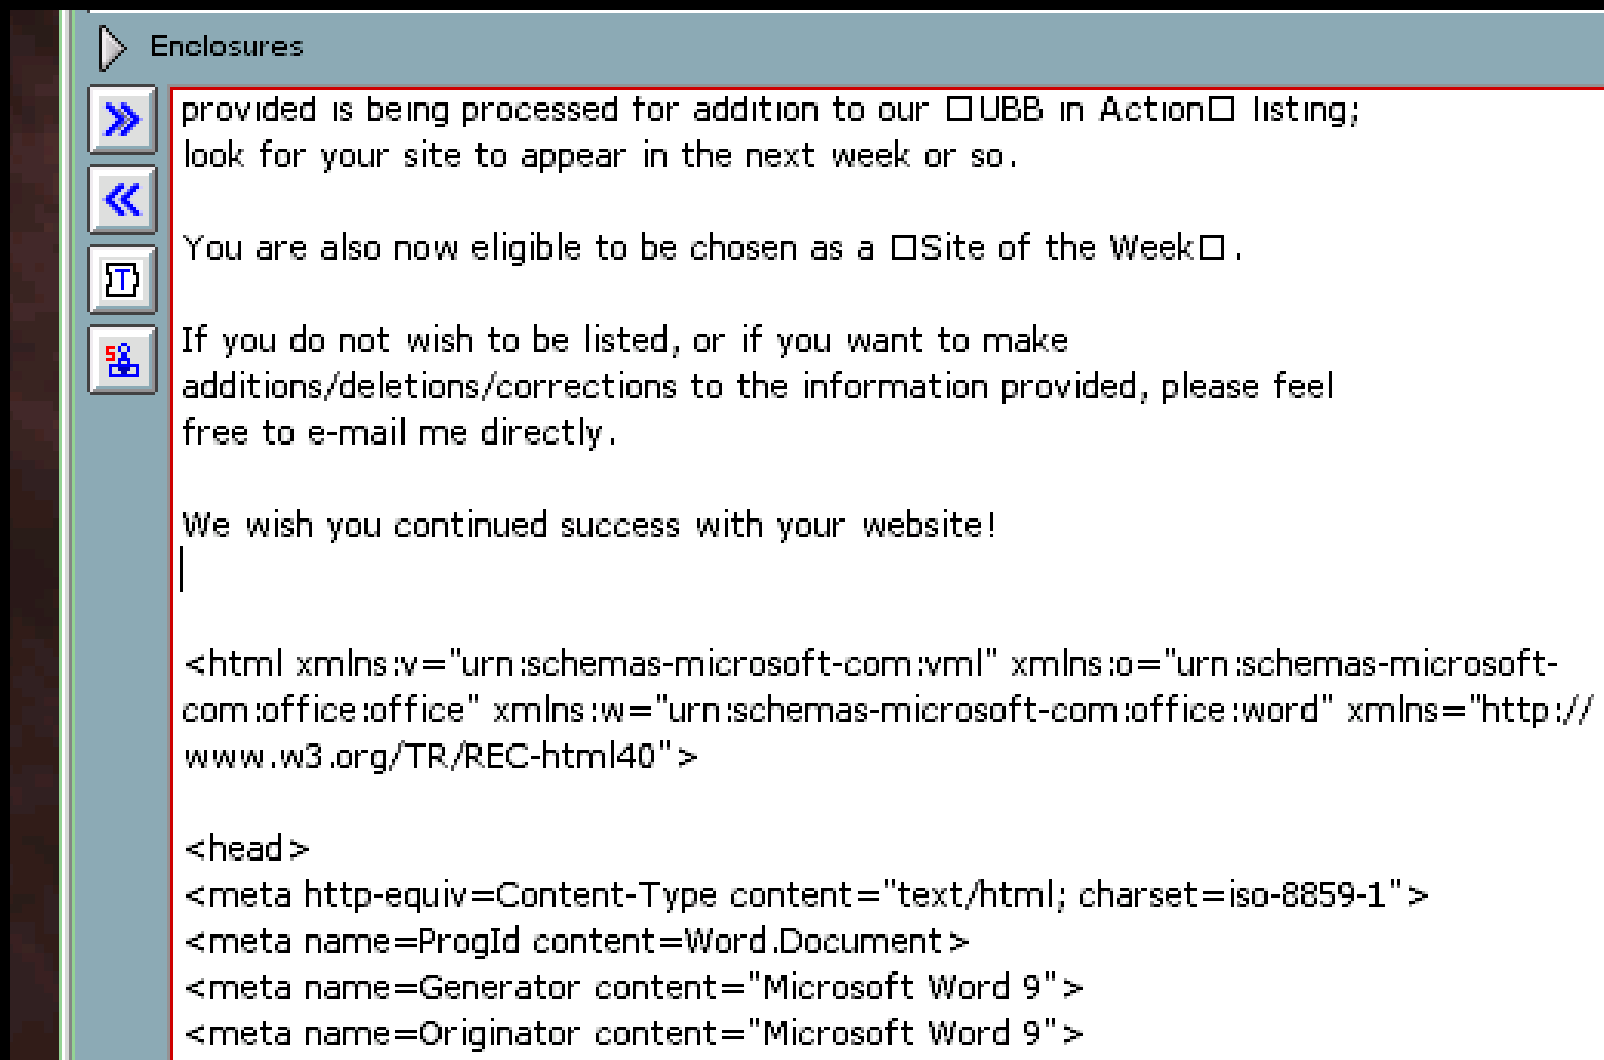 Enclosures
provided is being processed for addition to our □UBB in Action□ listing;
look for your site to appear in the next week or so.
You are also now eligible to be chosen as a □Site of the Week□.
If you do not wish to be listed, or if you want to make
additions/deletions/corrections to the information provided, please feel
free to e-mail me directly.
We wish you continued success with your website!
<html xmlns:v="urn:schemas-microsoft-com:vml" xmlns:o="urn:schemas-microsoft-
com:office:office" xmlns:w="urn:schemas-microsoft-com:office:word" xmlns="http://
www.w3.org/TR/REC-html40">
<head>
<meta http-equiv=Content-Type content="text/html; charset=iso-8859-1">
<meta name=ProgId content=Word.Document>
<meta name=Generator content="Microsoft Word 9">
<meta name=Originator content="Microsoft Word 9">